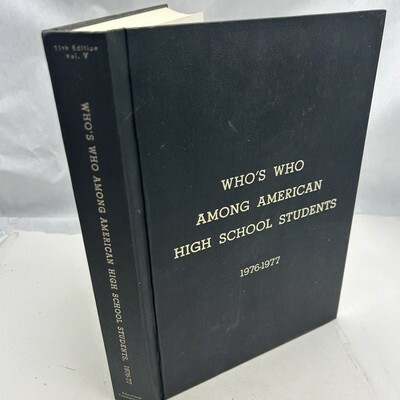 11th Edition
Vol. V
WHO'S WHO AMONG AMERICAN HIGH SCHOOL STUDENTS, 1976-77
WHO'S WHO
AMONG AMERICAN
HIGH SCHOOL STUDENTS
1976-1977